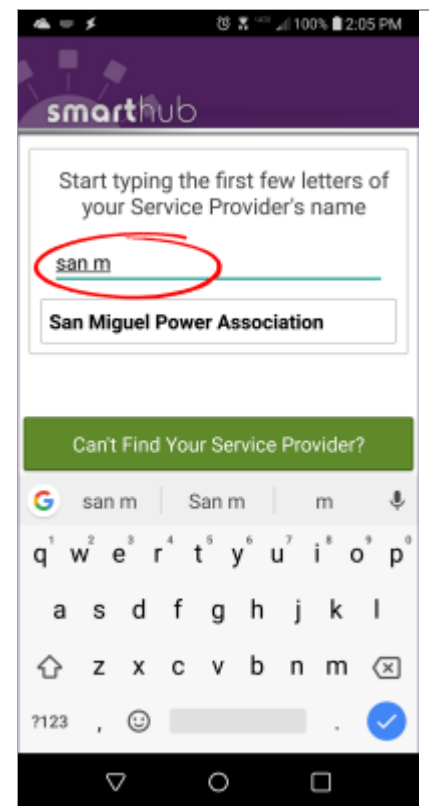 100% 2:05 PM
smarthub
Start typing the first few letters of
your Service Provider's name
san m
San Miguel Power Association
Can't Find Your Service Provider?
G san m San m m
1 2 3 4 5 6 7 8 9 0
q w e r t y u i o p
a s d f g h j k l
z x c v b n m
?123 , .